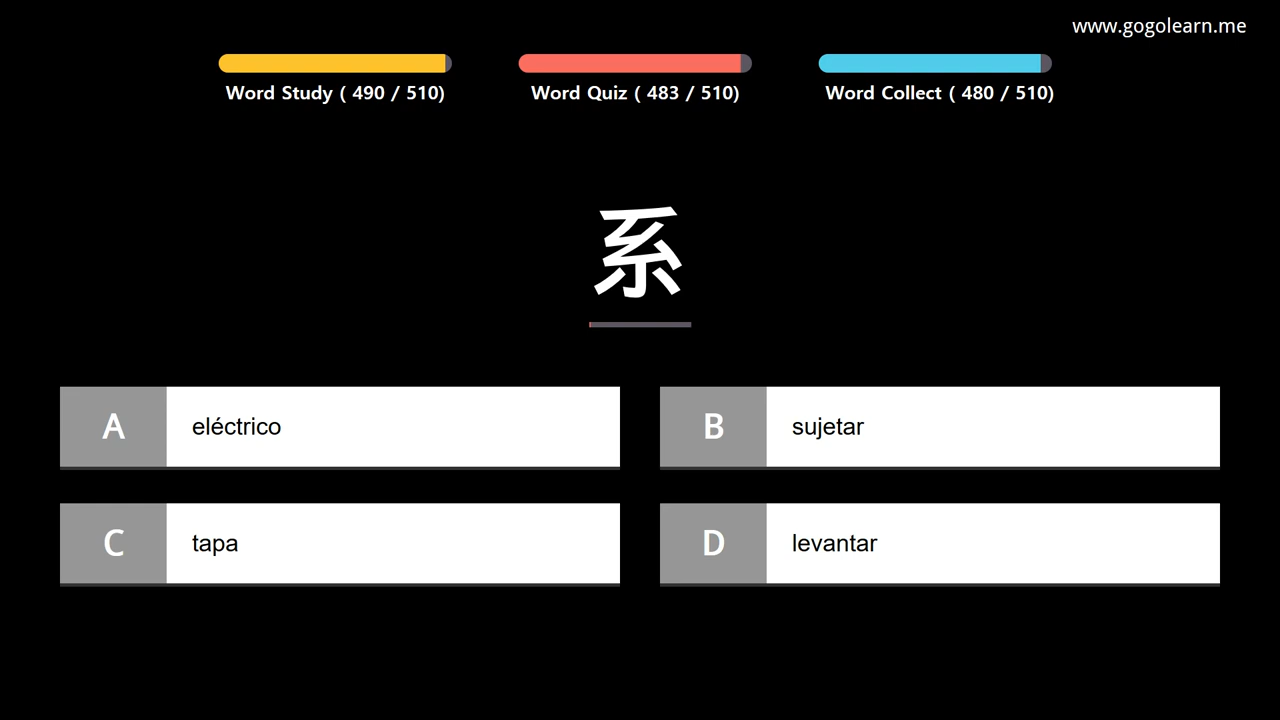 www.gogolearn.me
Word Study ( 490 / 510)
Word Quiz ( 483 / 510)
Word Collect ( 480 / 510)
系
A eléctrico
B sujetar
C tapa
D levantar